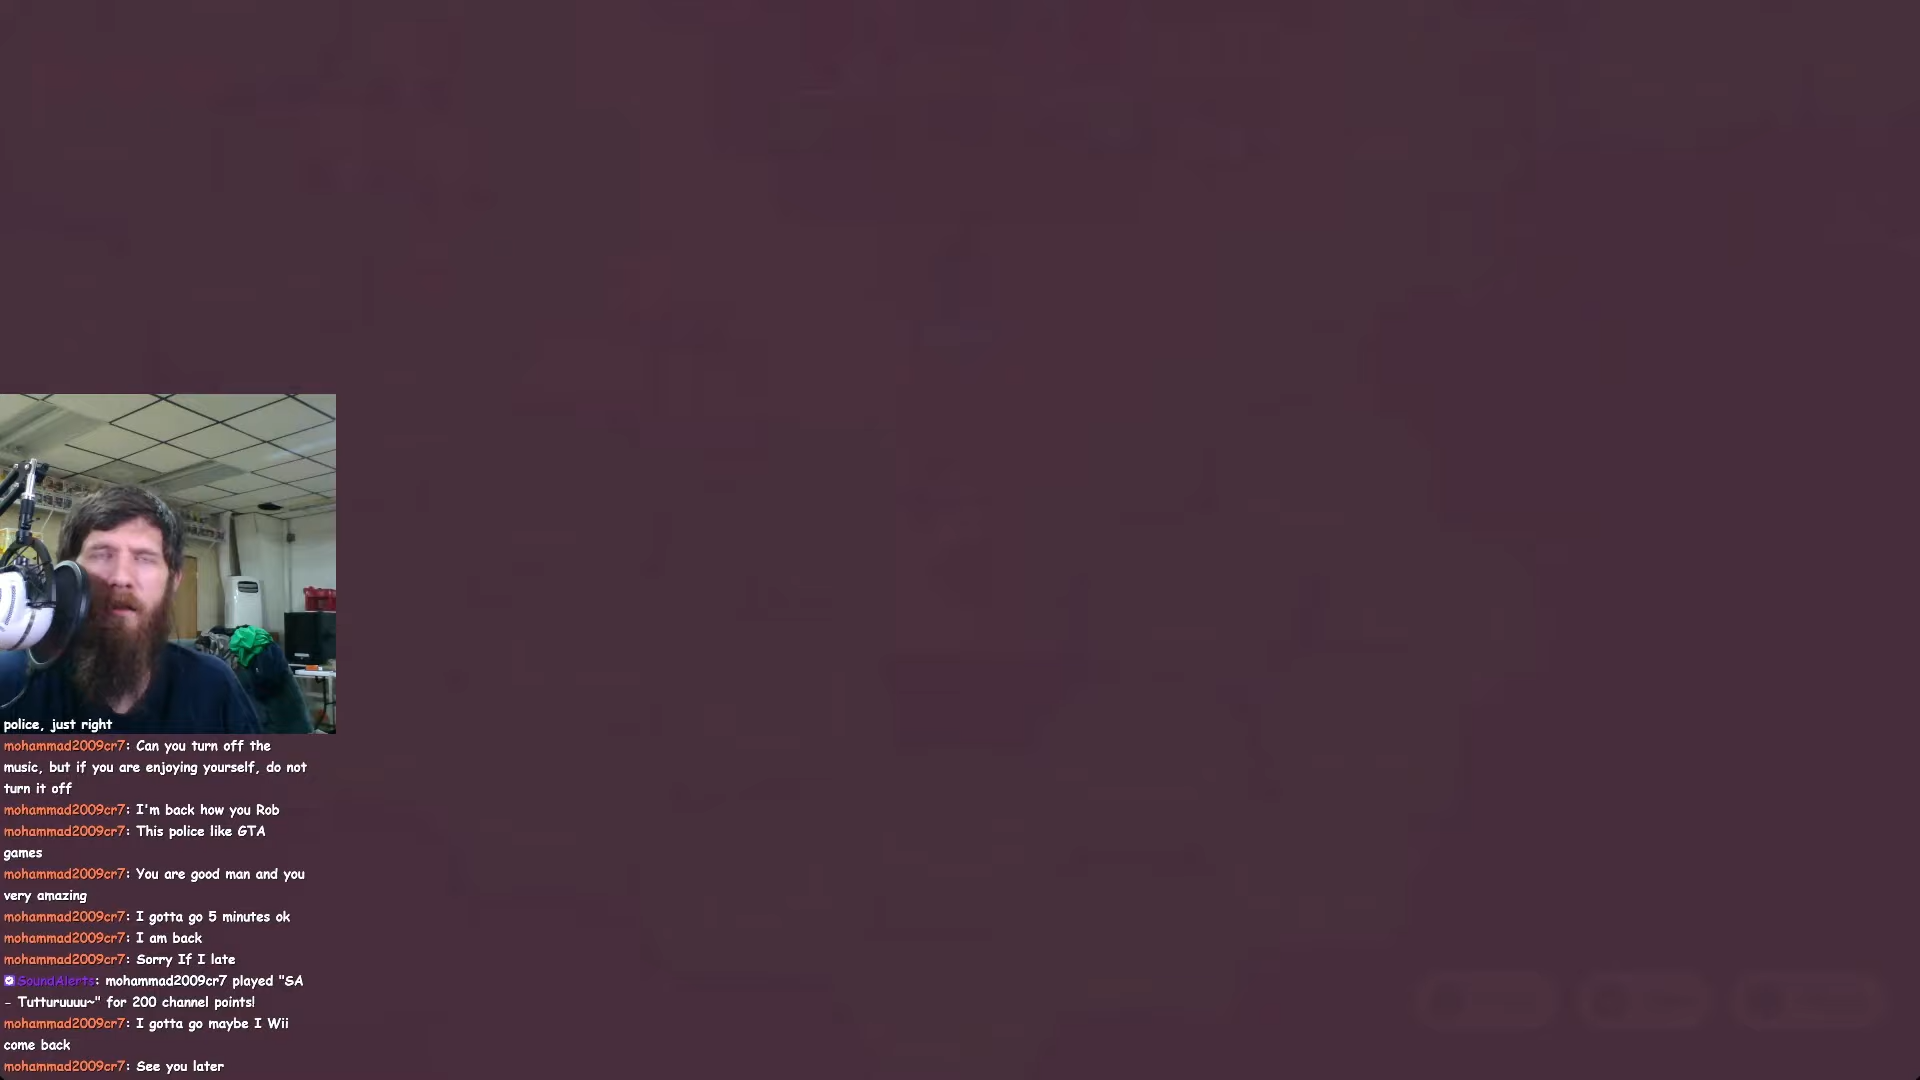 police, just right
mohammad2009cr7: Can you turn off the
music, but if you are enjoying yourself, do not
turn it off
mohammad2009cr7: I'm back how you Rob
mohammad2009cr7: This police like GTA
games
mohammad2009cr7: You are good man and you
very amazing
mohammad2009cr7: I gotta go 5 minutes ok
mohammad2009cr7: I am back
mohammad2009cr7: Sorry If I late
SoundAlerts: mohammad2009cr7 played "SA
- Tutturuuuu~" for 200 channel points!
mohammad2009cr7: I gotta go maybe I Wii
come back
mohammad2009cr7: See you later